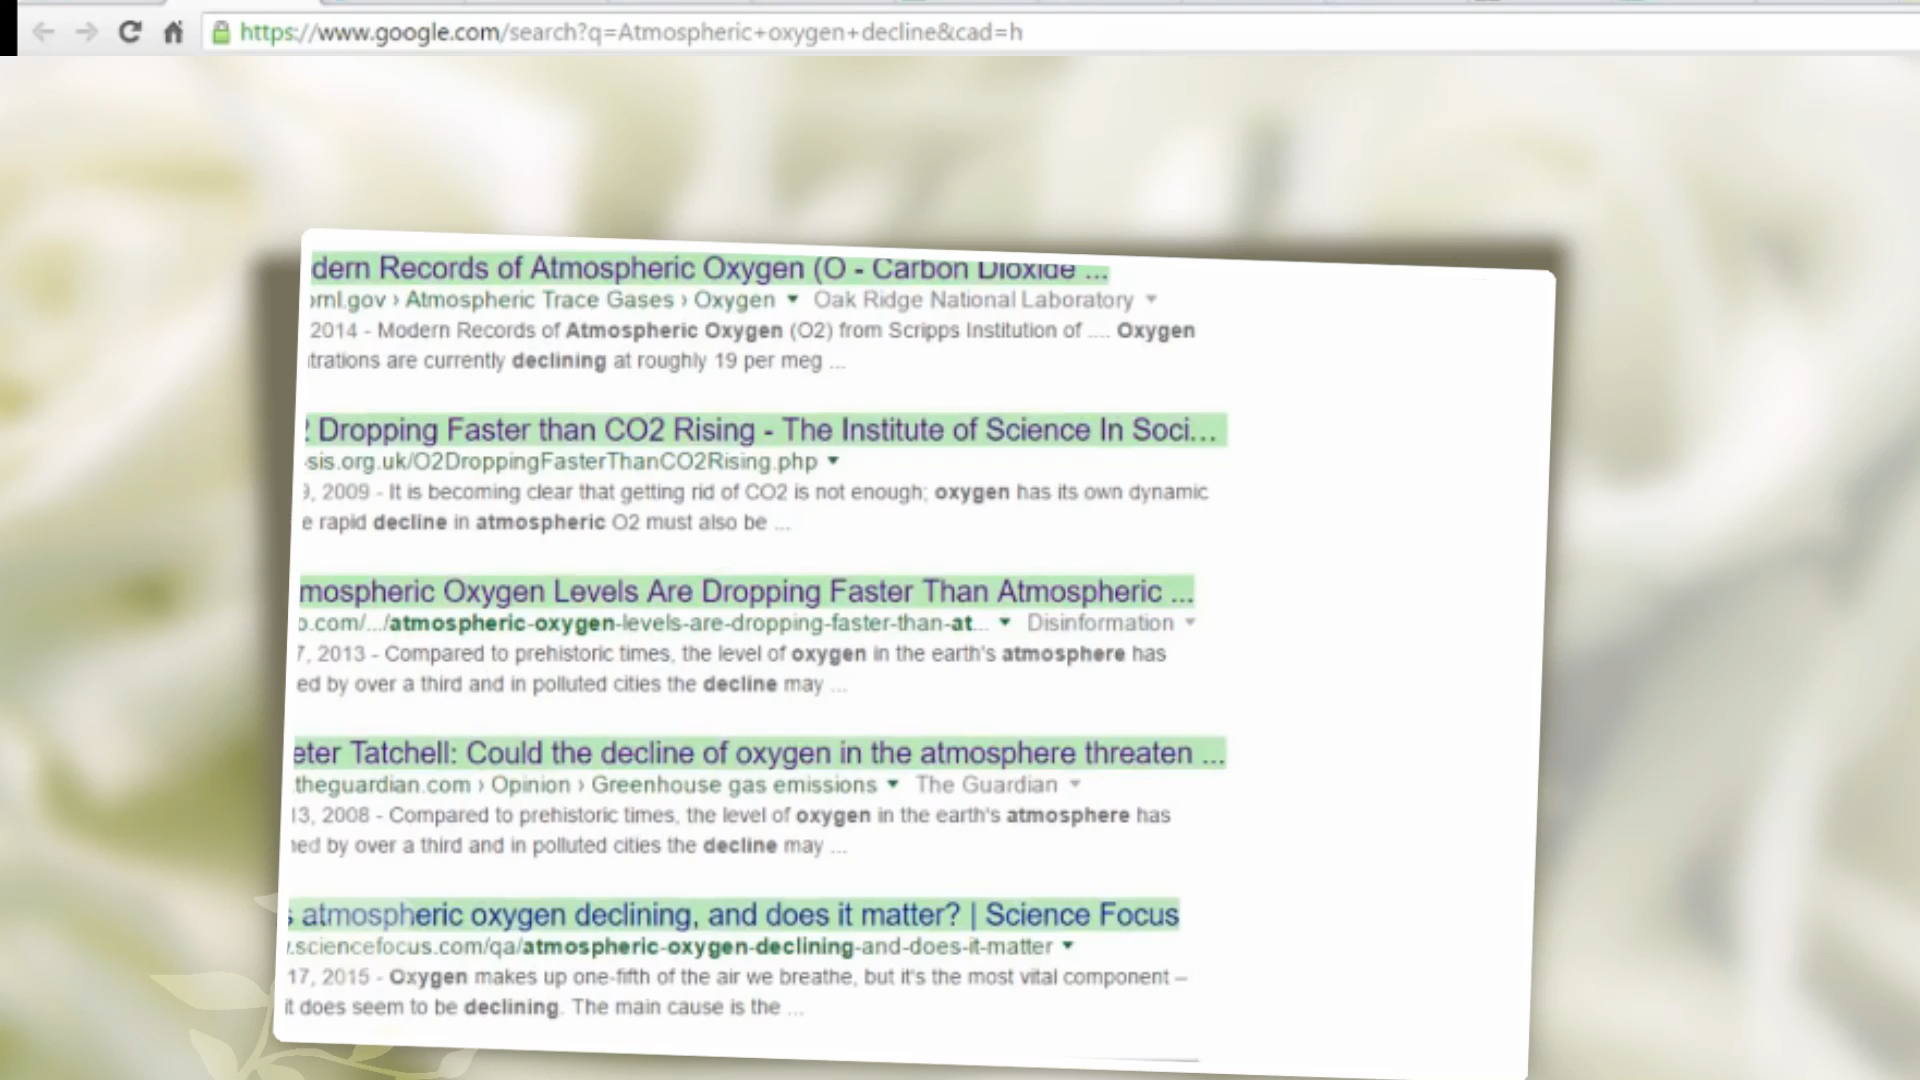 https://www.google.com/search?q=Atmospheric+oxygen+decline&cad=h
dern Records of Atmospheric Oxygen (O - Carbon Dioxide ...
ornl.gov › Atmospheric Trace Gases › Oxygen ▼ Oak Ridge National Laboratory ▼
2014 - Modern Records of Atmospheric Oxygen (O2) from Scripps Institution of .... Oxygen
trations are currently declining at roughly 19 per meg ...
Dropping Faster than CO2 Rising - The Institute of Science In Soci...
sis.org.uk/O2DroppingFasterThanCO2Rising.php ▼
9, 2009 - It is becoming clear that getting rid of CO2 is not enough; oxygen has its own dynamic
e rapid decline in atmospheric O2 must also be ...
mospheric Oxygen Levels Are Dropping Faster Than Atmospheric ...
o.com/.../atmospheric-oxygen-levels-are-dropping-faster-than-at... ▼ Disinformation ▼
7, 2013 - Compared to prehistoric times, the level of oxygen in the earth's atmosphere has
ed by over a third and in polluted cities the decline may ...
eter Tatchell: Could the decline of oxygen in the atmosphere threaten ...
theguardian.com › Opinion › Greenhouse gas emissions ▼ The Guardian ▼
13, 2008 - Compared to prehistoric times, the level of oxygen in the earth's atmosphere has
ned by over a third and in polluted cities the decline may ...
s atmospheric oxygen declining, and does it matter? | Science Focus
.sciencefocus.com/qa/atmospheric-oxygen-declining-and-does-it-matter ▼
17, 2015 - Oxygen makes up one-fifth of the air we breathe, but it's the most vital component –
it does seem to be declining. The main cause is the ...